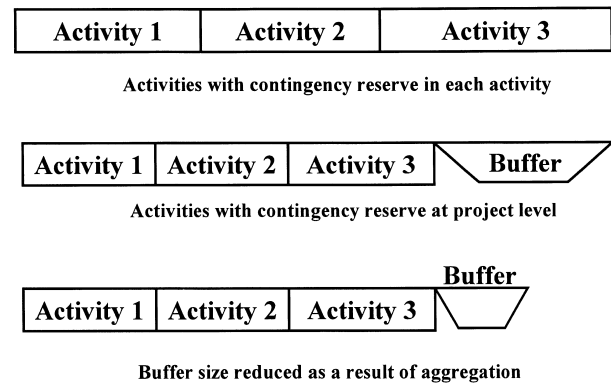 Activity 1 Activity 2 Activity 3
Activities with contingency reserve in each activity
Activity 1 Activity 2 Activity 3 Buffer
Activities with contingency reserve at project level
Buffer
Activity 1 Activity 2 Activity 3
Buffer size reduced as a result of aggregation